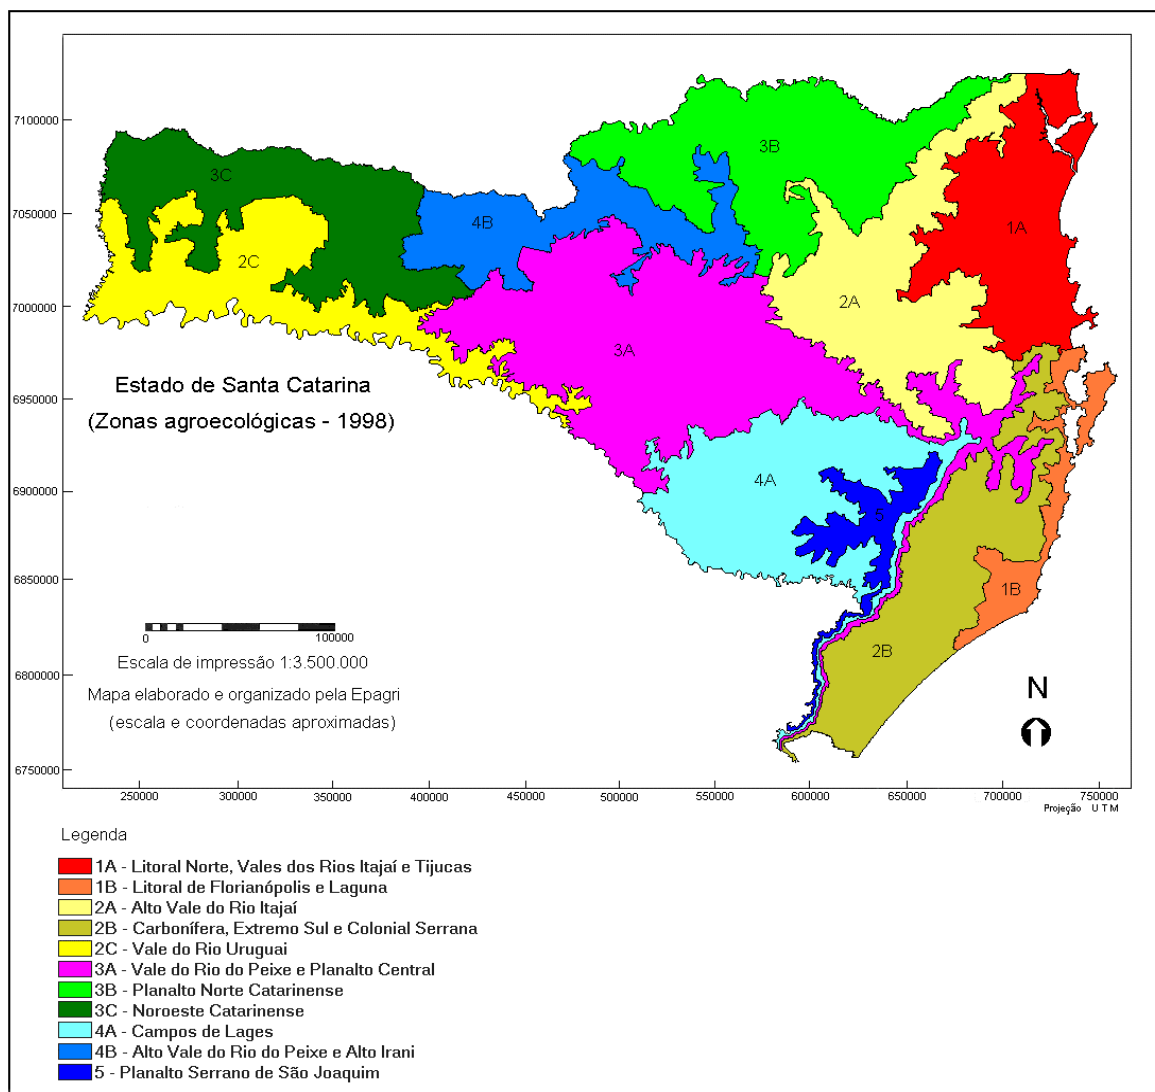 7100000
7050000
7000000
6950000
6900000
6850000
6800000
6750000
3B
3C
1A
4B
2C
2A
3A
Estado de Santa Catarina
(Zonas agroecológicas - 1998)
4A
5
1B
2B
0
100000
Escala de impressão 1:3.500.000
Mapa elaborado e organizado pela Epagri
(escala e coordenadas aproximadas)
N
250000 300000 350000 400000 450000 500000 550000 600000 650000 700000 750000
Projeção U T M
Legenda
1A - Litoral Norte, Vales dos Rios Itajaí e Tijucas
1B - Litoral de Florianópolis e Laguna
2A - Alto Vale do Rio Itajaí
2B - Carbonífera, Extremo Sul e Colonial Serrana
2C - Vale do Rio Uruguai
3A - Vale do Rio do Peixe e Planalto Central
3B - Planalto Norte Catarinense
3C - Noroeste Catarinense
4A - Campos de Lages
4B - Alto Vale do Rio do Peixe e Alto Irani
5 - Planalto Serrano de São Joaquim